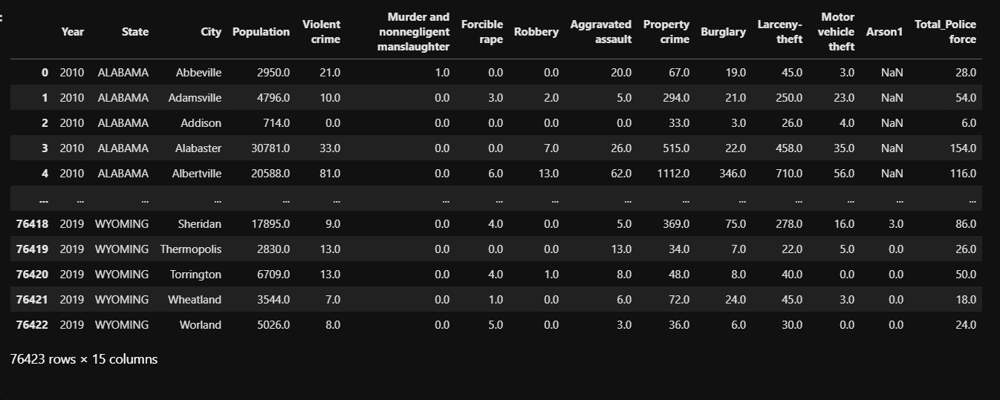 :
Year State City Population Violent crime Murder and nonnegligent manslaughter Forcible rape Robbery Aggravated assault Property crime Burglary Larceny-theft Motor vehicle theft Arson1 Total_Police force
0 2010 ALABAMA Abbeville 2950.0 21.0 1.0 0.0 0.0 20.0 67.0 19.0 45.0 3.0 NaN 28.0
1 2010 ALABAMA Adamsville 4796.0 10.0 0.0 3.0 2.0 5.0 294.0 21.0 250.0 23.0 NaN 54.0
2 2010 ALABAMA Addison 714.0 0.0 0.0 0.0 0.0 0.0 33.0 3.0 26.0 4.0 NaN 6.0
3 2010 ALABAMA Alabaster 30781.0 33.0 0.0 0.0 7.0 26.0 515.0 22.0 458.0 35.0 NaN 154.0
4 2010 ALABAMA Albertville 20588.0 81.0 0.0 6.0 13.0 62.0 1112.0 346.0 710.0 56.0 NaN 116.0
... ... ... ... ... ... ... ... ... ... ... ... ... ... ... ...
76418 2019 WYOMING Sheridan 17895.0 9.0 0.0 4.0 0.0 5.0 369.0 75.0 278.0 16.0 3.0 86.0
76419 2019 WYOMING Thermopolis 2830.0 13.0 0.0 0.0 0.0 13.0 34.0 7.0 22.0 5.0 0.0 26.0
76420 2019 WYOMING Torrington 6709.0 13.0 0.0 4.0 1.0 8.0 48.0 8.0 40.0 0.0 0.0 50.0
76421 2019 WYOMING Wheatland 3544.0 7.0 0.0 1.0 0.0 6.0 72.0 24.0 45.0 3.0 0.0 18.0
76422 2019 WYOMING Worland 5026.0 8.0 0.0 5.0 0.0 3.0 36.0 6.0 30.0 0.0 0.0 24.0
76423 rows × 15 columns